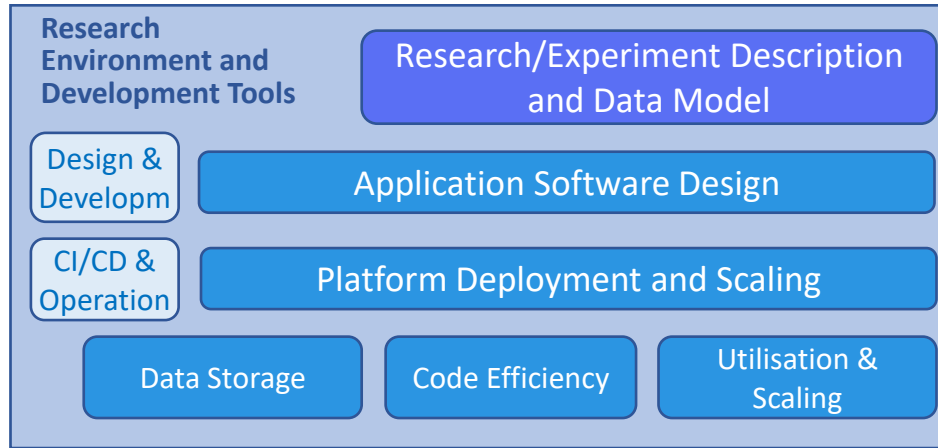 Research
Environment and
Development Tools
Research/Experiment Description
and Data Model
Design &
Developm
Application Software Design
CI/CD &
Operation
Platform Deployment and Scaling
Data Storage
Code Efficiency
Utilisation &
Scaling